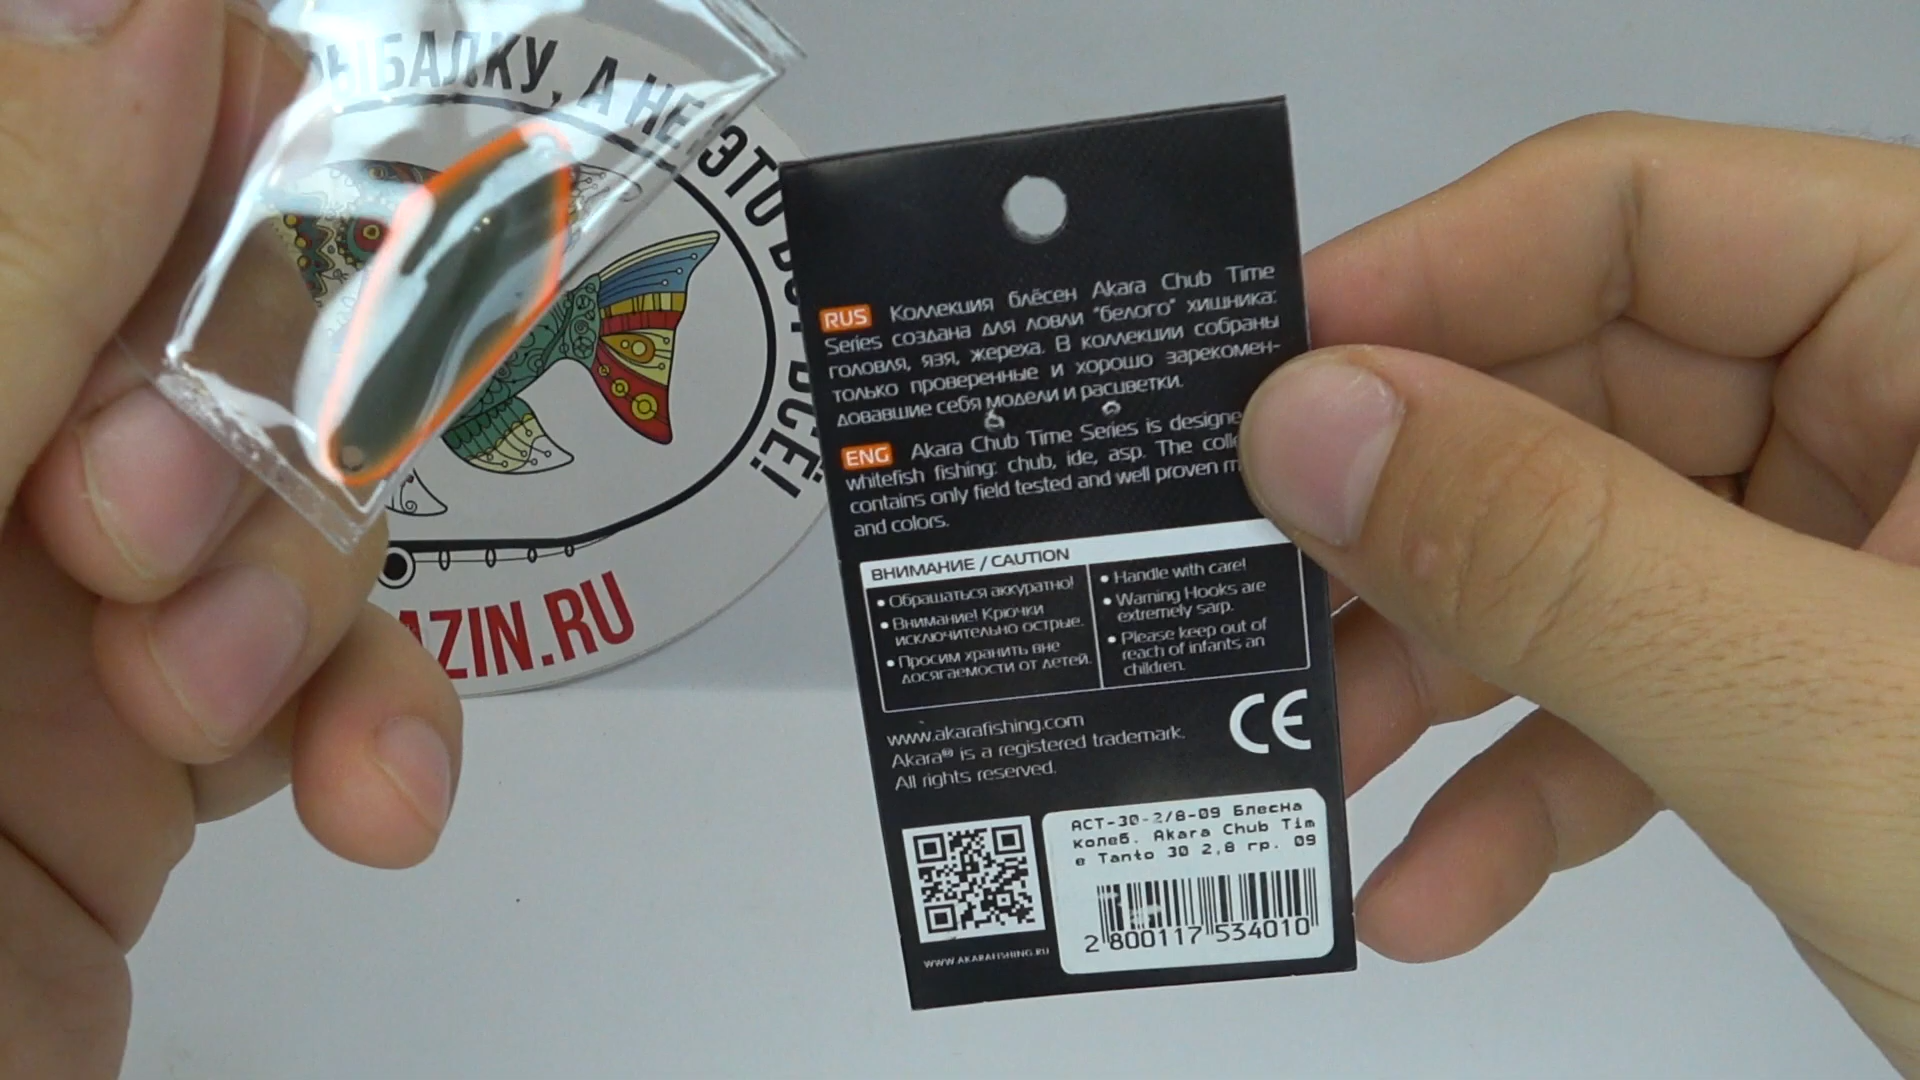 РЫБАЛКУ, А НЕ
ЭТО
ВСЁ!
AZIN.RU
RUS Коллекция блёсен Akara Chub Time
Series создана для ловли "белого" хищника:
головля, язя, жереха. В коллекции собраны
только проверенные и хорошо зарекомен-
довавшие себя модели и расцветки.
ENG Akara Chub Time Series is designe
whitefish fishing: chub, ide, asp. The coll
contains only field tested and well proven m
and colors.
ВНИМАНИЕ / CAUTION
• Обращаться аккуратно!
• Внимание! Крючки
исключительно острые.
• Просим хранить вне
досягаемости от детей.
• Handle with care!
• Warning Hooks are
extremely sarp.
• Please keep out of
reach of infants an
children.
www.akarafishing.com
Akara® is a registered trademark.
All rights reserved.
CE
WWW.AKARAFISHING.RU
ACT-30-2/8-09 Блесна
колеб. Akara Chub Tim
e Tanto 30 2,8 гр. 09
2 800117 534010